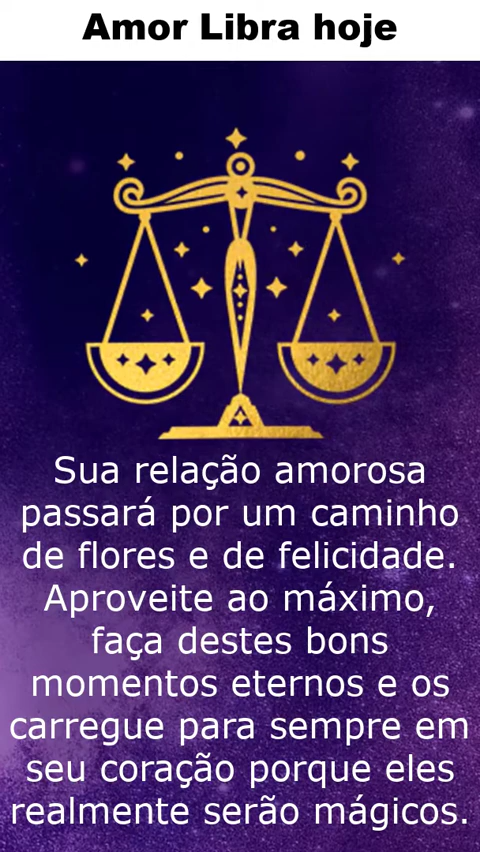 Amor Libra hoje
Sua relação amorosa
passará por um caminho
de flores e de felicidade.
Aproveite ao máximo,
faça destes bons
momentos eternos e os
carregue para sempre em
seu coração porque eles
realmente serão mágicos.